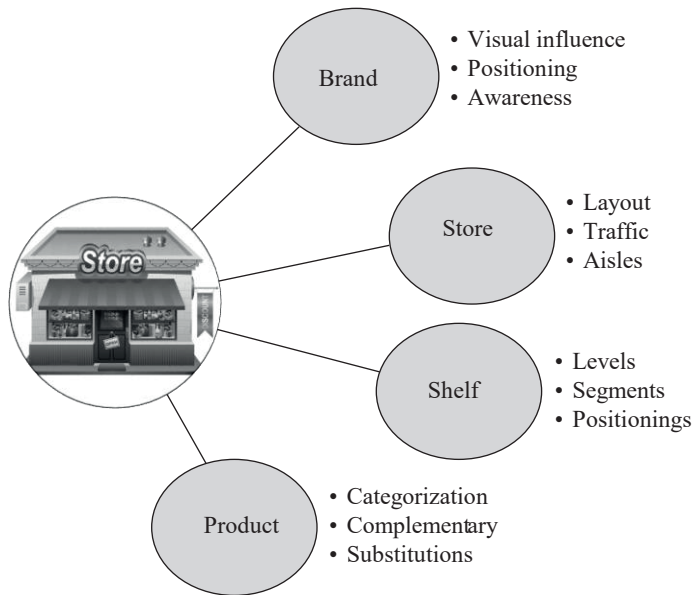 Brand
• Visual influence
• Positioning
• Awareness
Store
Store
• Layout
• Traffic
• Aisles
Shelf
• Levels
• Segments
• Positionings
Product
• Categorization
• Complementary
• Substitutions